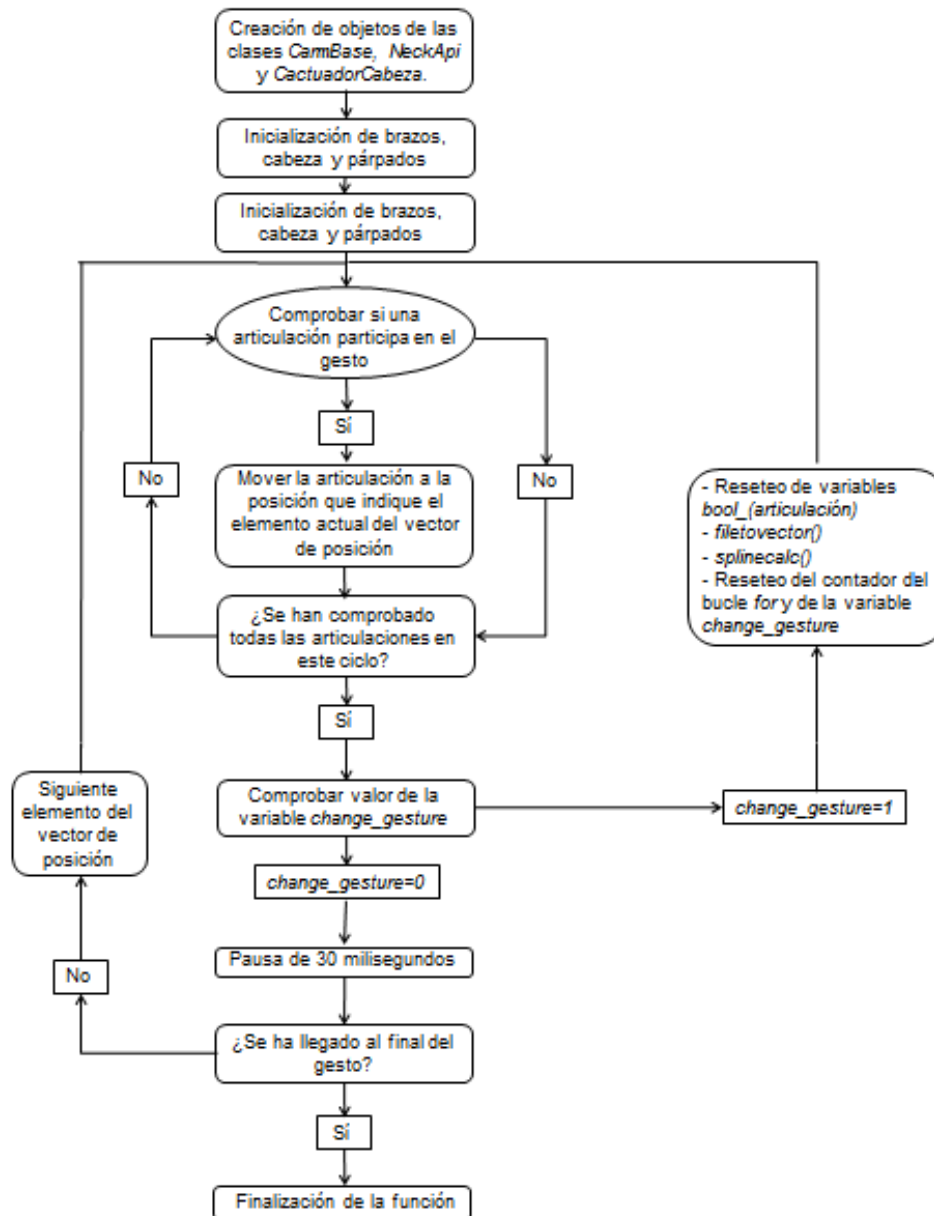 Creación de objetos de las
clases CarmBase, NeckApi
y CactuadorCabeza.
Inicialización de brazos,
cabeza y párpados
Inicialización de brazos,
cabeza y párpados
Comprobar si una
articulación participa en el
gesto
Sí
No
No
Mover la articulación a la
posición que indique el
elemento actual del vector
de posición
- Reseteo de variables
bool_(articulación)
- filetovector()
- splinecalc()
- Reseteo del contador del
bucle for y de la variable
change_gesture
¿Se han comprobado
todas las articulaciones en
este ciclo?
Sí
Siguiente
elemento del
vector de
posición
Comprobar valor de la
variable change_gesture
change_gesture=1
change_gesture=0
Pausa de 30 milisegundos
No
¿Se ha llegado al final del
gesto?
Sí
Finalización de la función